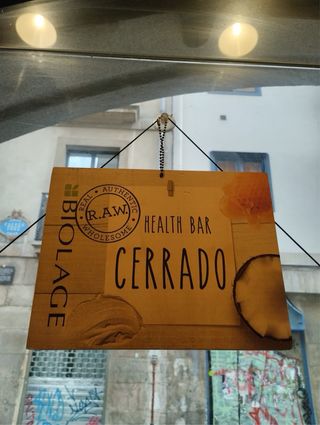 BIOLAGE
REAL • AUTHENTIC • WHOLESOME •
R.A.W.
HEALTH BAR
CERRADO